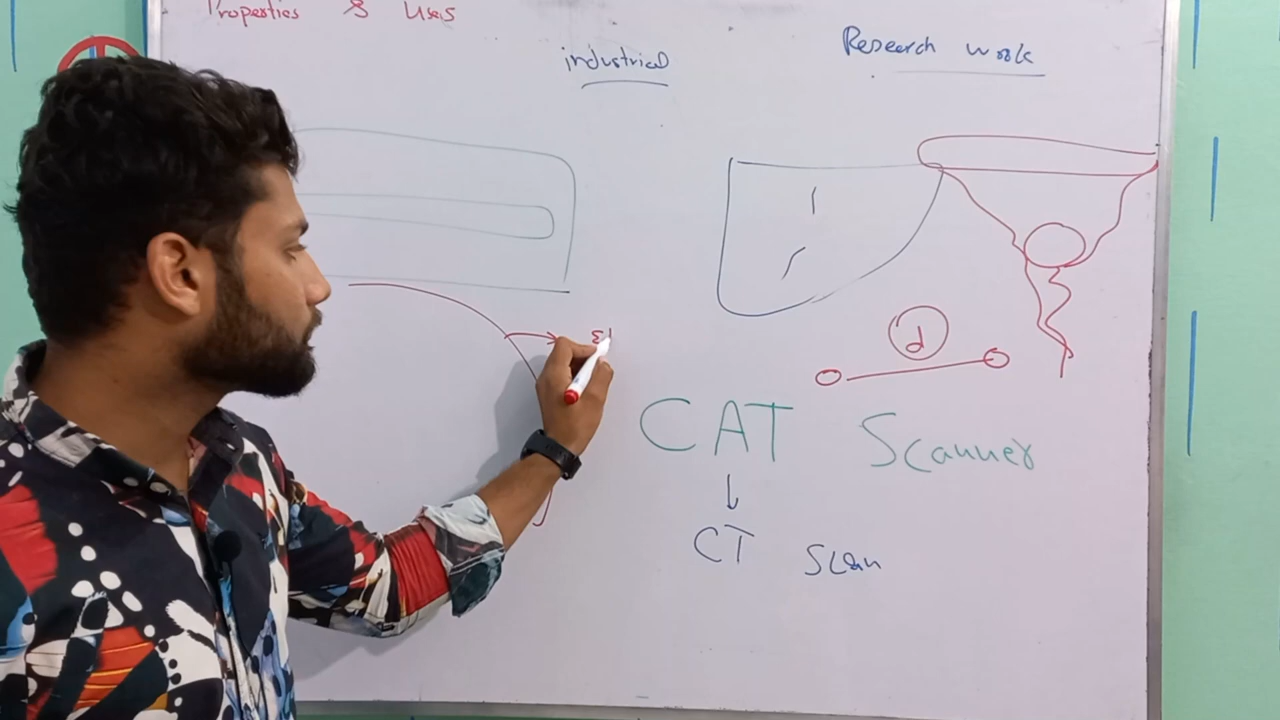 Properties & Uses
industrial
Research work
d
CAT Scanner
CT Scan